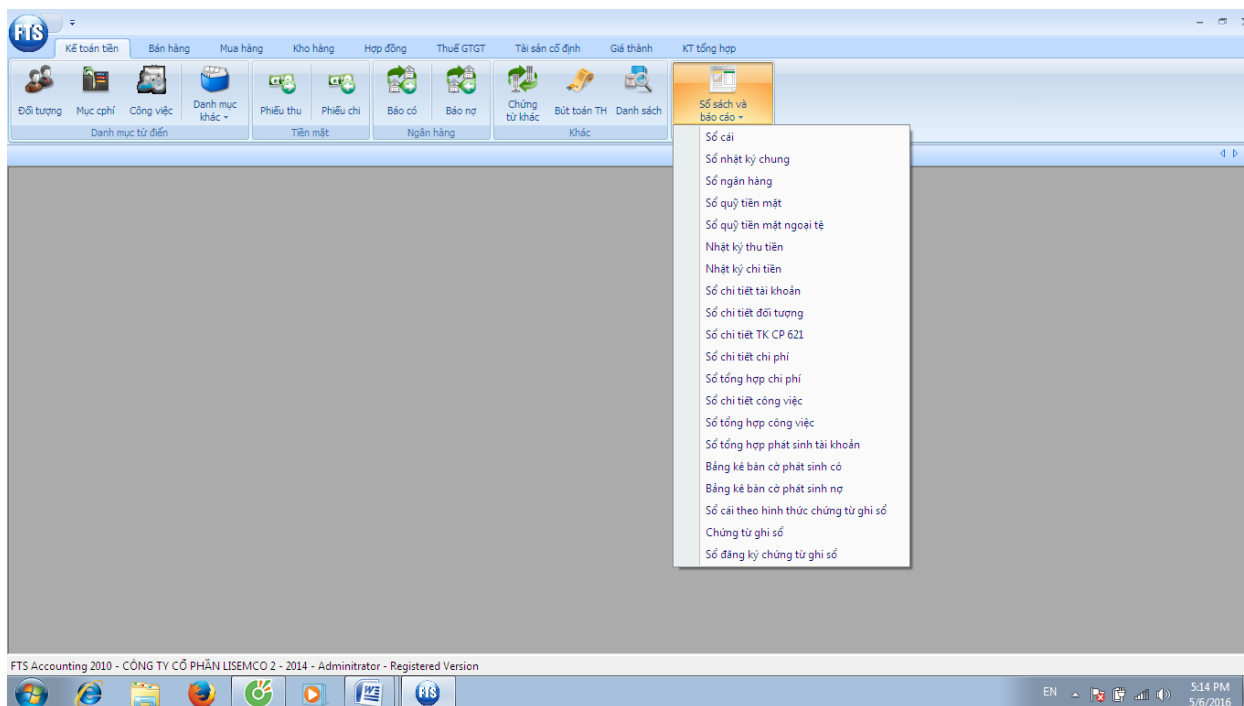 FTS
Kế toán tiền Bán hàng Mua hàng Kho hàng Hợp đồng Thuế GTGT Tài sản cố định Giá thành KT tổng hợp
Đối tượng Mục cphí Công việc Danh mục khác Phiếu thu Phiếu chi Báo có Báo nợ Chứng từ khác Bút toán TH Danh sách Sổ sách và báo cáo
Danh mục từ điển Tiền mặt Ngân hàng Khác
Sổ cái
Sổ nhật ký chung
Sổ ngân hàng
Sổ quỹ tiền mặt
Sổ quỹ tiền mặt ngoại tệ
Nhật ký thu tiền
Nhật ký chi tiền
Sổ chi tiết tài khoản
Sổ chi tiết đối tượng
Sổ chi tiết TK CP 621
Sổ chi tiết chi phí
Sổ tổng hợp chi phí
Sổ chi tiết công việc
Sổ tổng hợp công việc
Sổ tổng hợp phát sinh tài khoản
Bảng kê bàn cờ phát sinh có
Bảng kê bàn cờ phát sinh nợ
Sổ cái theo hình thức chứng từ ghi sổ
Chứng từ ghi sổ
Sổ đăng ký chứng từ ghi sổ
FTS Accounting 2010 - CÔNG TY CỔ PHẦN LISEMCO 2 - 2014 - Adminitrator - Registered Version
FTS
EN 5:14 PM
5/6/2016